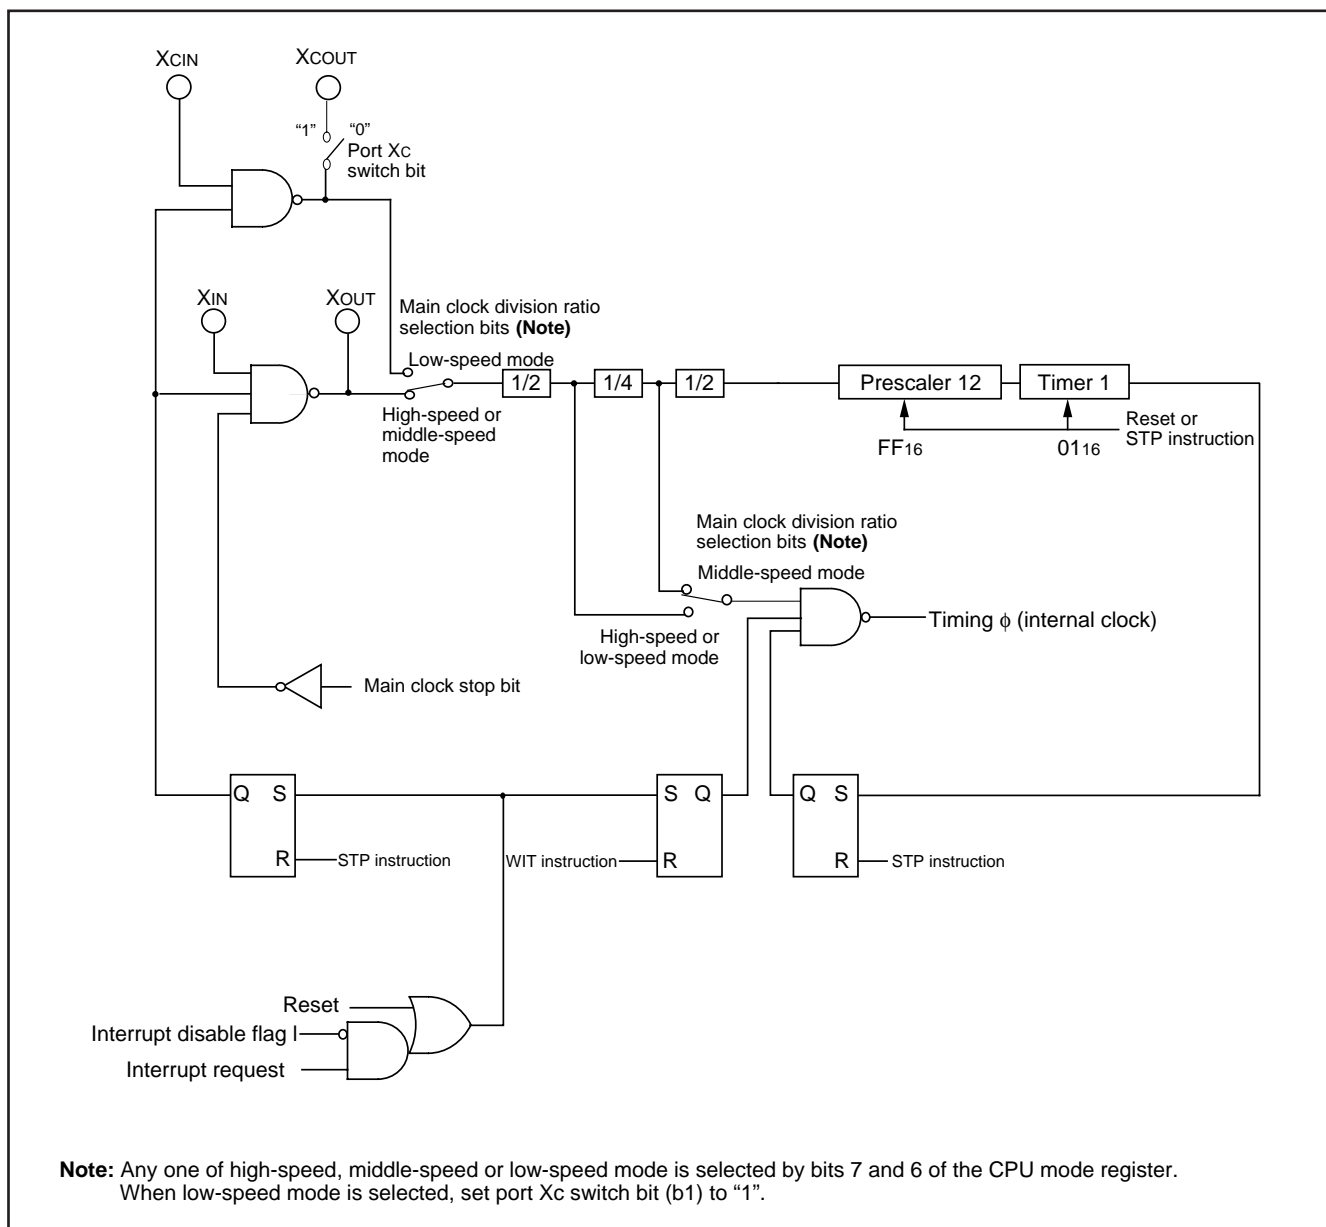 XCIN
XCOUT
“1” “0”
Port XC
switch bit
XIN
XOUT
Main clock division ratio
selection bits (Note)
Low-speed mode
1/2
1/4
1/2
Prescaler 12
Timer 1
High-speed or
middle-speed
mode
Reset or
STP instruction
FF16
0116
Main clock division ratio
selection bits (Note)
Middle-speed mode
High-speed or
low-speed mode
Timing ϕ (internal clock)
Main clock stop bit
Q S
R
STP instruction
S Q
R
WIT instruction
Q S
R
STP instruction
Reset
Interrupt disable flag I
Interrupt request
Note: Any one of high-speed, middle-speed or low-speed mode is selected by bits 7 and 6 of the CPU mode register.
When low-speed mode is selected, set port Xc switch bit (b1) to “1”.